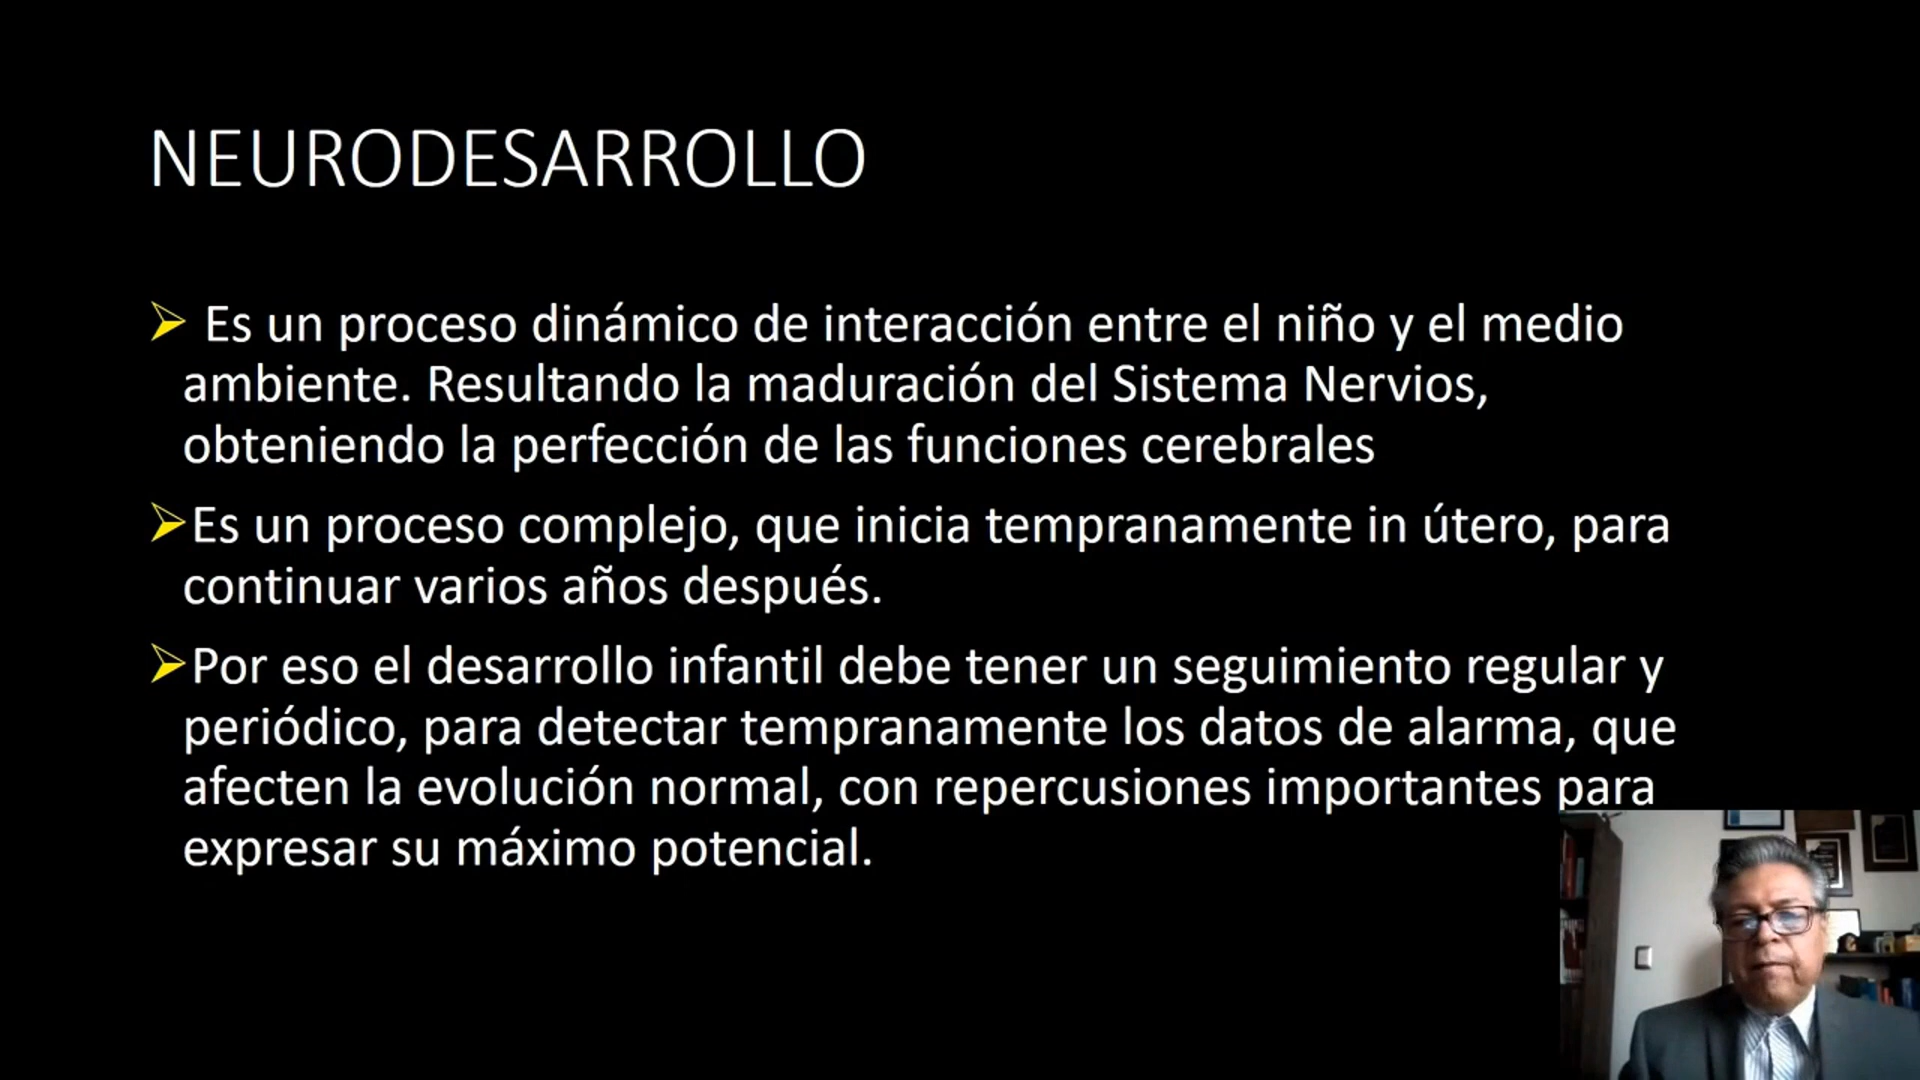 NEURODESARROLLO
Es un proceso dinámico de interacción entre el niño y el medio
ambiente. Resultando la maduración del Sistema Nervios,
obteniendo la perfección de las funciones cerebrales
Es un proceso complejo, que inicia tempranamente in útero, para
continuar varios años después.
Por eso el desarrollo infantil debe tener un seguimiento regular y
periódico, para detectar tempranamente los datos de alarma, que
afecten la evolución normal, con repercusiones importantes para
expresar su máximo potencial.